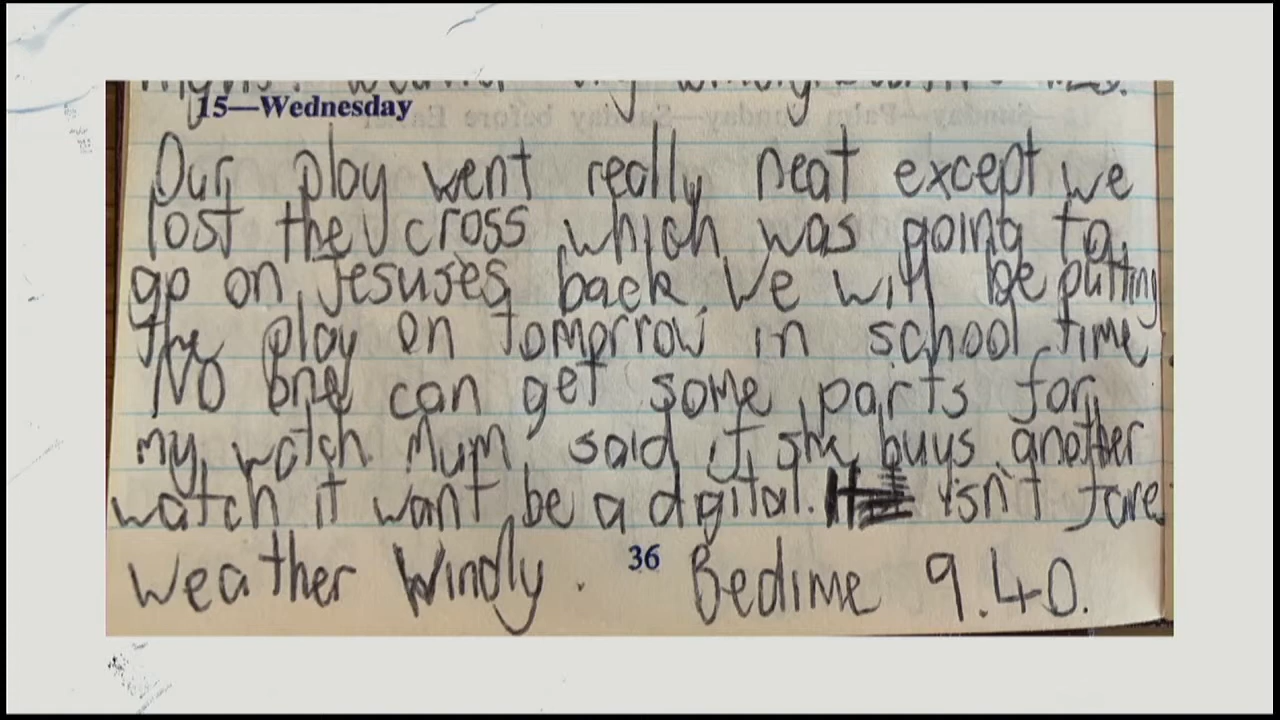 15—Wednesday
Our play went really neat except we
lost the cross which was going to
go on Jesuses back. We will be putting
the play on tomorrow in school time.
No one can get some parts for
my watch. Mum said if she buys another
watch it want be a digital. It isn't fare
Weather Windly. 36 Bedime 9.40.